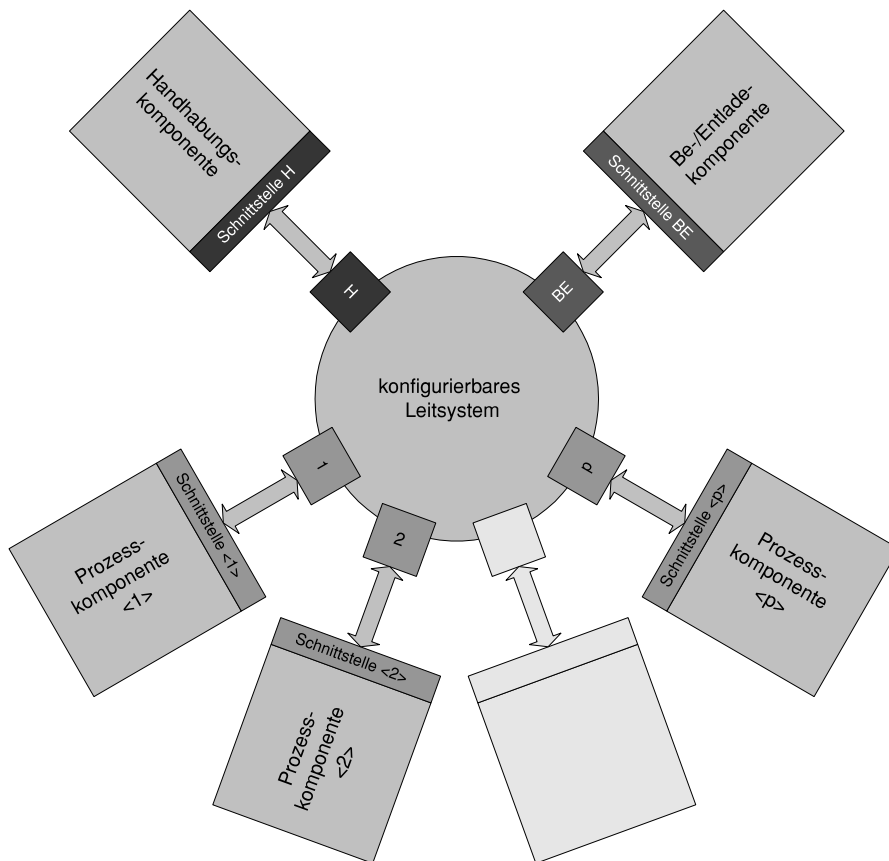 Handhabungs-
komponente
Schnittstelle H
H
Be-/Entlade-
komponente
Schnittstelle BE
BE
konfigurierbares
Leitsystem
1
Schnittstelle <1>
Prozess-
komponente
<1>
2
Schnittstelle <2>
Prozess-
komponente
<2>
p
Schnittstelle <p>
Prozess-
komponente
<p>